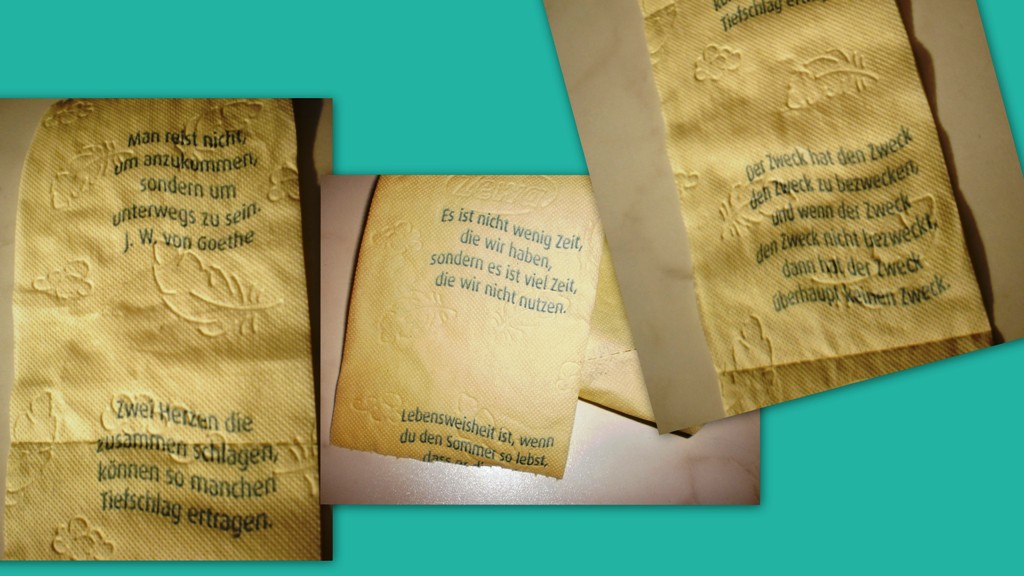 Man reist nicht,
um anzukommen,
sondern um
unterwegs zu sein.
J. W. von Goethe
Zwei Herzen die
zusammen schlagen,
können so manchen
Tiefschlag ertragen.
Zewa
Es ist nicht wenig Zeit,
die wir haben,
sondern es ist viel Zeit,
die wir nicht nutzen.
Lebensweisheit ist, wenn
du den Sommer so lebst,
dass es
Tiefschlag
Der Zweck hat den Zweck
den Zweck zu bezwecken,
und wenn der Zweck
den Zweck nicht bezweckt,
dann hat der Zweck
überhaupt keinen Zweck.